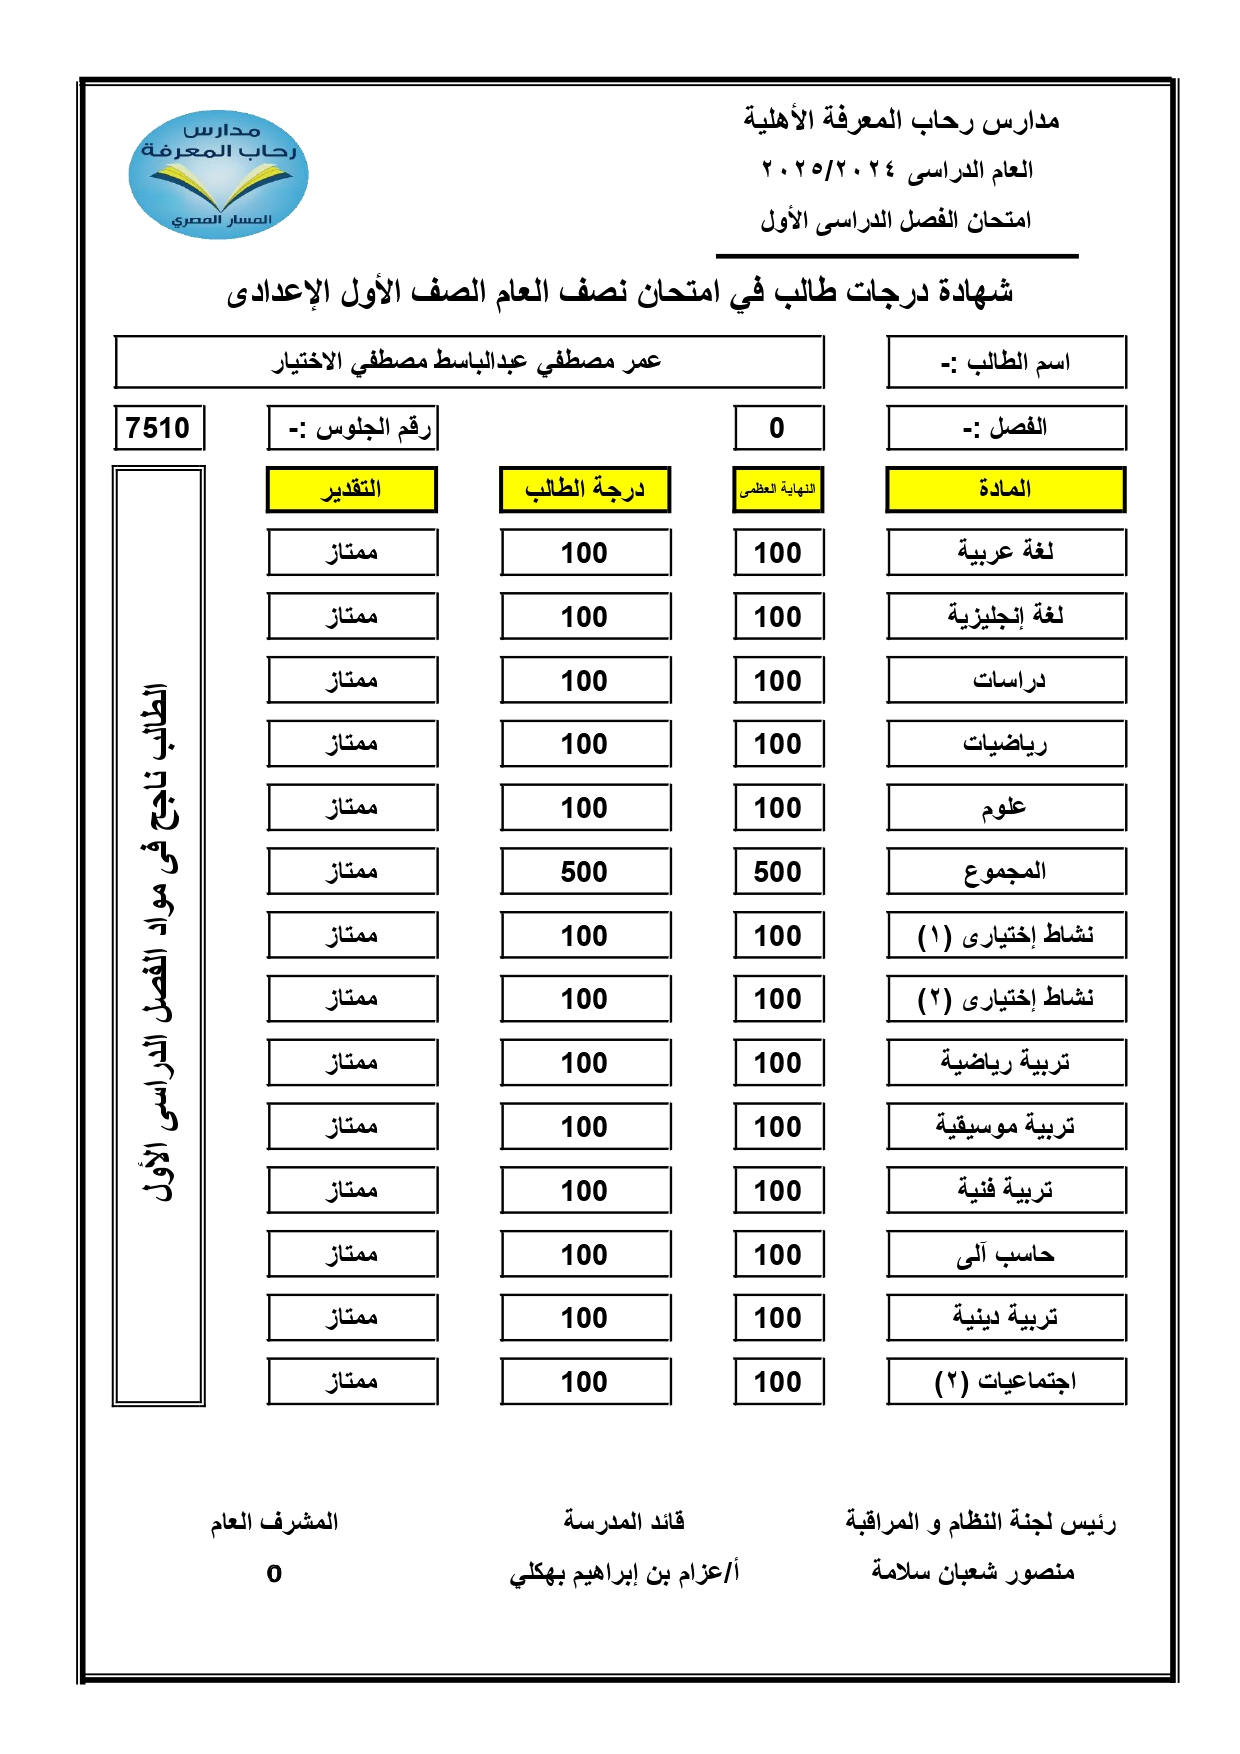 مدارس رحاب المعرفة الأهلية
العام الدراسى ٢٠٢٥/٢٠٢٤
امتحان الفصل الدراسى الأول
مدارس
رحاب المعرفة
المسار المصري
شهادة درجات طالب في امتحان نصف العام الصف الأول الإعدادى
اسم الطالب :- عمر مصطفي عبدالباسط مصطفي الاختيار
الفصل :- 0 رقم الجلوس :- 7510
المادة النهاية العظمى درجة الطالب التقدير
لغة عربية 100 100 ممتاز
لغة إنجليزية 100 100 ممتاز
دراسات 100 100 ممتاز
رياضيات 100 100 ممتاز
علوم 100 100 ممتاز
المجموع 500 500 ممتاز
نشاط إختيارى (١) 100 100 ممتاز
نشاط إختيارى (٢) 100 100 ممتاز
تربية رياضية 100 100 ممتاز
تربية موسيقية 100 100 ممتاز
تربية فنية 100 100 ممتاز
حاسب آلى 100 100 ممتاز
تربية دينية 100 100 ممتاز
اجتماعيات (٢) 100 100 ممتاز
الطالب ناجح فى مواد الفصل الدراسى الأول
رئيس لجنة النظام و المراقبة قائد المدرسة المشرف العام
منصور شعبان سلامة أ/عزام بن إبراهيم بهكلي 0